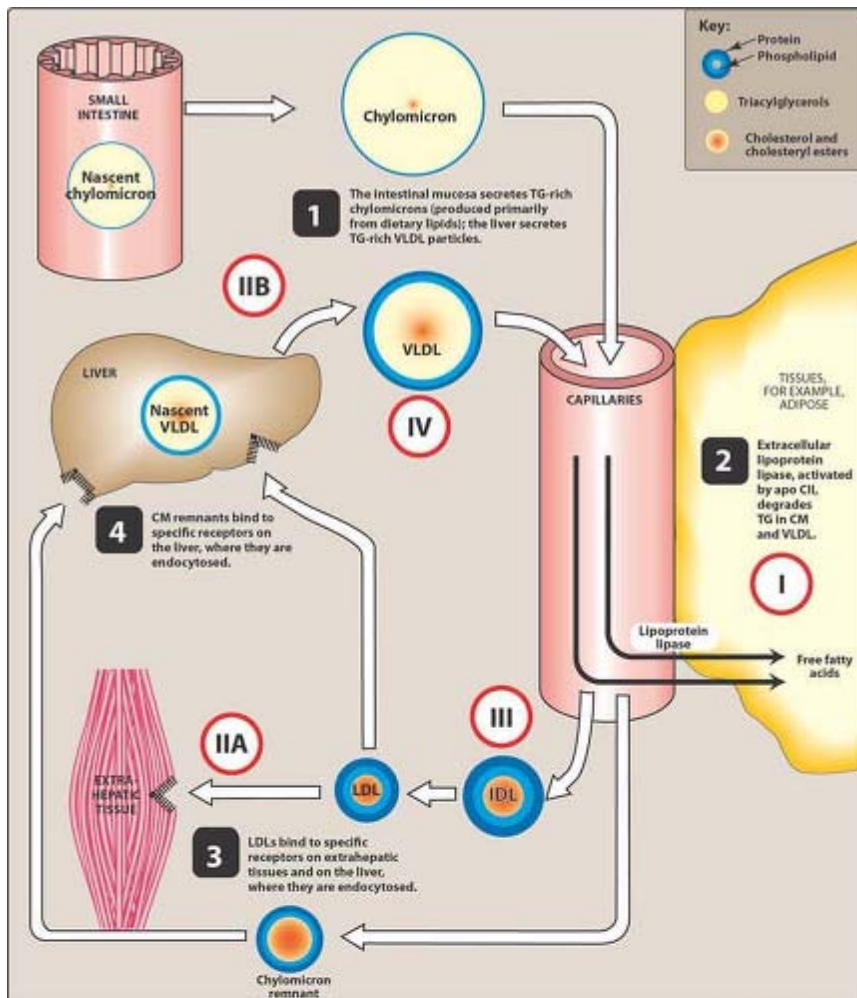 Key:
Protein
Phospholipid
Triacylglycerols
Cholesterol and
cholesteryl esters
SMALL
INTESTINE
Nascent
chylomicron
Chylomicron
1
The intestinal mucosa secretes TG-rich
chylomicrons (produced primarily
from dietary lipids); the liver secretes
TG-rich VLDL particles.
IIB
VLDL
IV
LIVER
Nascent
VLDL
CAPILLARIES
TISSUES,
FOR EXAMPLE,
ADIPOSE
2
Extracellular
lipoprotein
lipase, activated
by apo CII,
degrades
TG in CM
and VLDL.
I
4
CM remnants bind to
specific receptors on
the liver, where they are
endocytosed.
Lipoprotein
lipase
Free fatty
acids
III
IIA
LDL
IDL
EXTRA-
HEPATIC
TISSUE
3
LDLs bind to specific
receptors on extrahepatic
tissues and on the liver,
where they are endocytosed.
Chylomicron
remnant